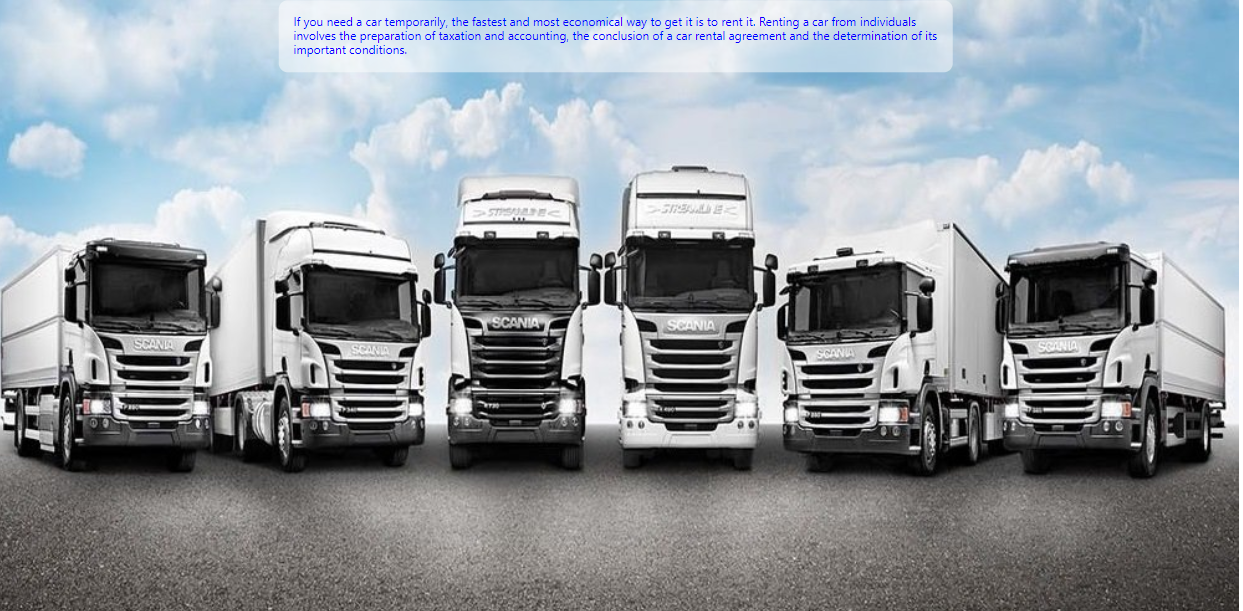 If you need a car temporarily, the fastest and most economical way to get it is to rent it. Renting a car from individuals
involves the preparation of taxation and accounting, the conclusion of a car rental agreement and the determination of its
important conditions.
STREAMLINE
STREAMLINE
SCANIA
SCANIA
SCANIA
SCANIA
SCANIA
SCANIA